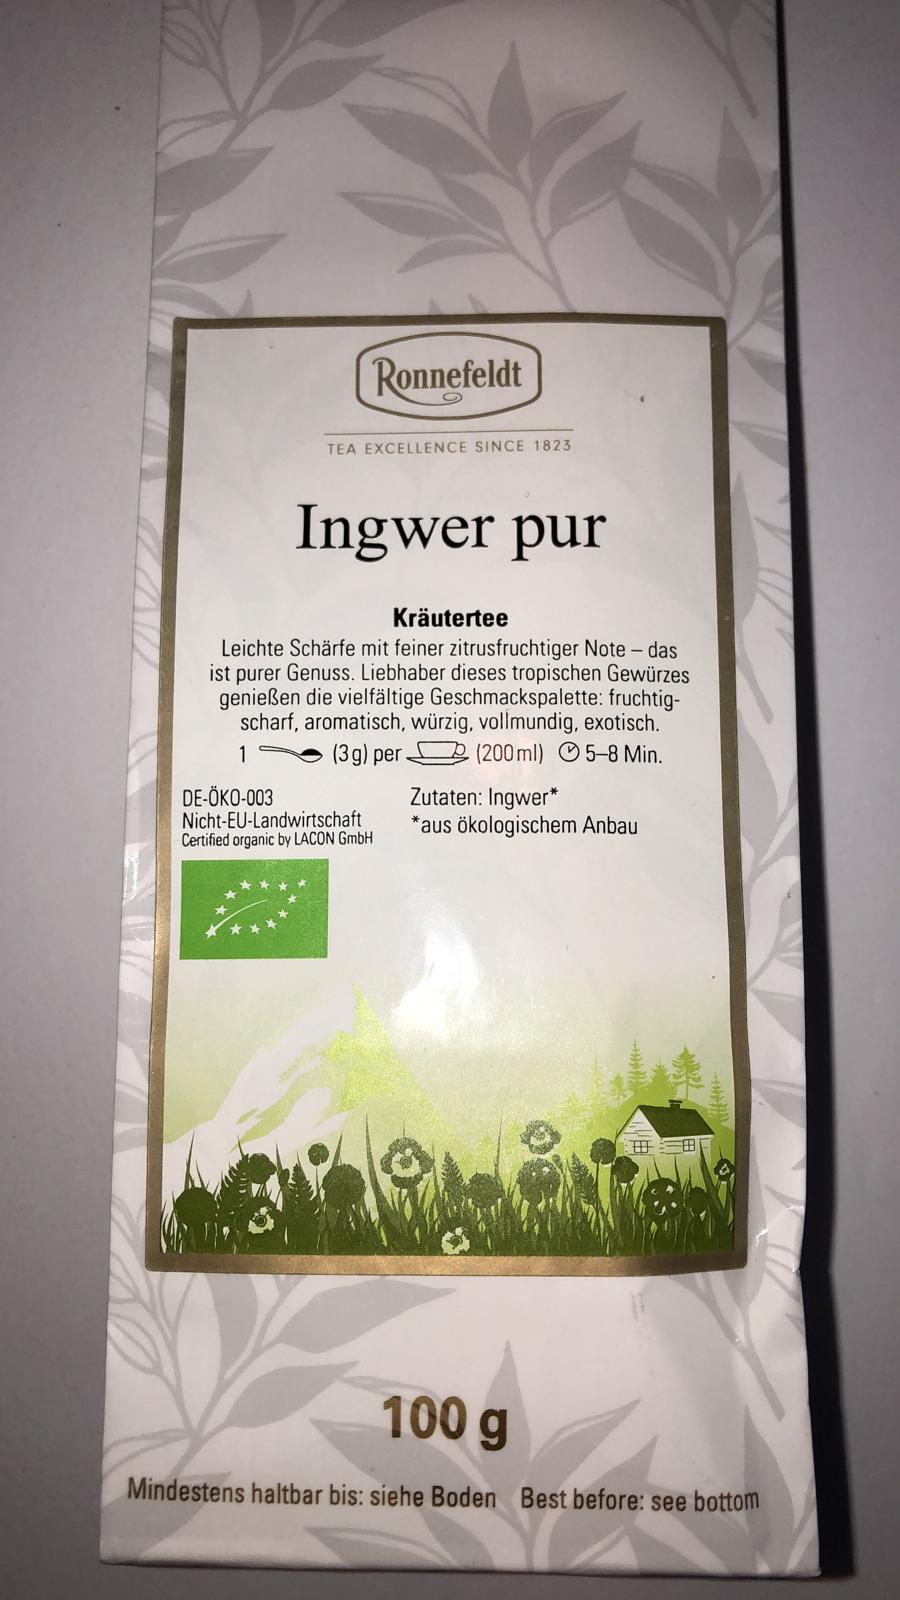 Ronnefeldt
TEA EXCELLENCE SINCE 1823
Ingwer pur
Kräutertee
Leichte Schärfe mit feiner zitrusfruchtiger Note – das
ist purer Genuss. Liebhaber dieses tropischen Gewürzes
genießen die vielfältige Geschmackspalette: fruchtig-
scharf, aromatisch, würzig, vollmundig, exotisch.
1 (3 g) per (200 ml) 5–8 Min.
DE-ÖKO-003
Nicht-EU-Landwirtschaft
Certified organic by LACON GmbH
Zutaten: Ingwer*
*aus ökologischem Anbau
100 g
Mindestens haltbar bis: siehe Boden Best before: see bottom